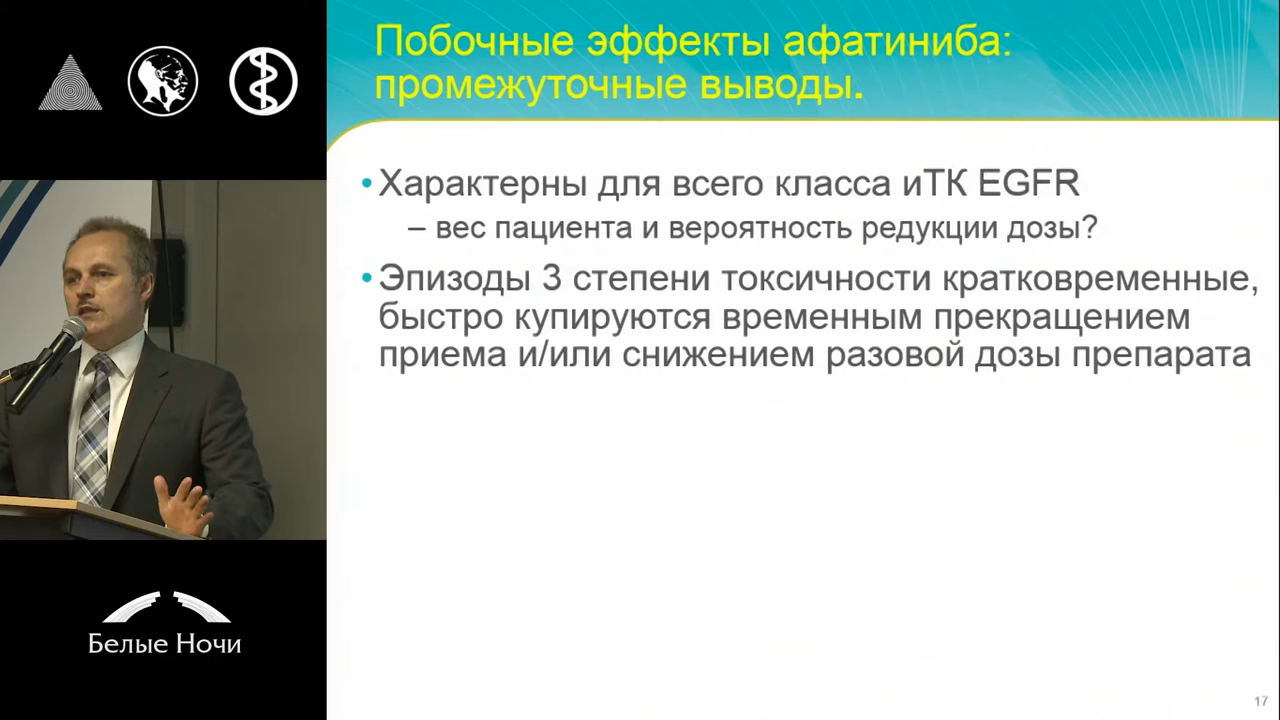 Побочные эффекты афатиниба:
промежуточные выводы.
•Характерны для всего класса иТК EGFR
– вес пациента и вероятность редукции дозы?
•Эпизоды 3 степени токсичности кратковременные,
быстро купируются временным прекращением
приема и/или снижением разовой дозы препарата
Белые Ночи
17